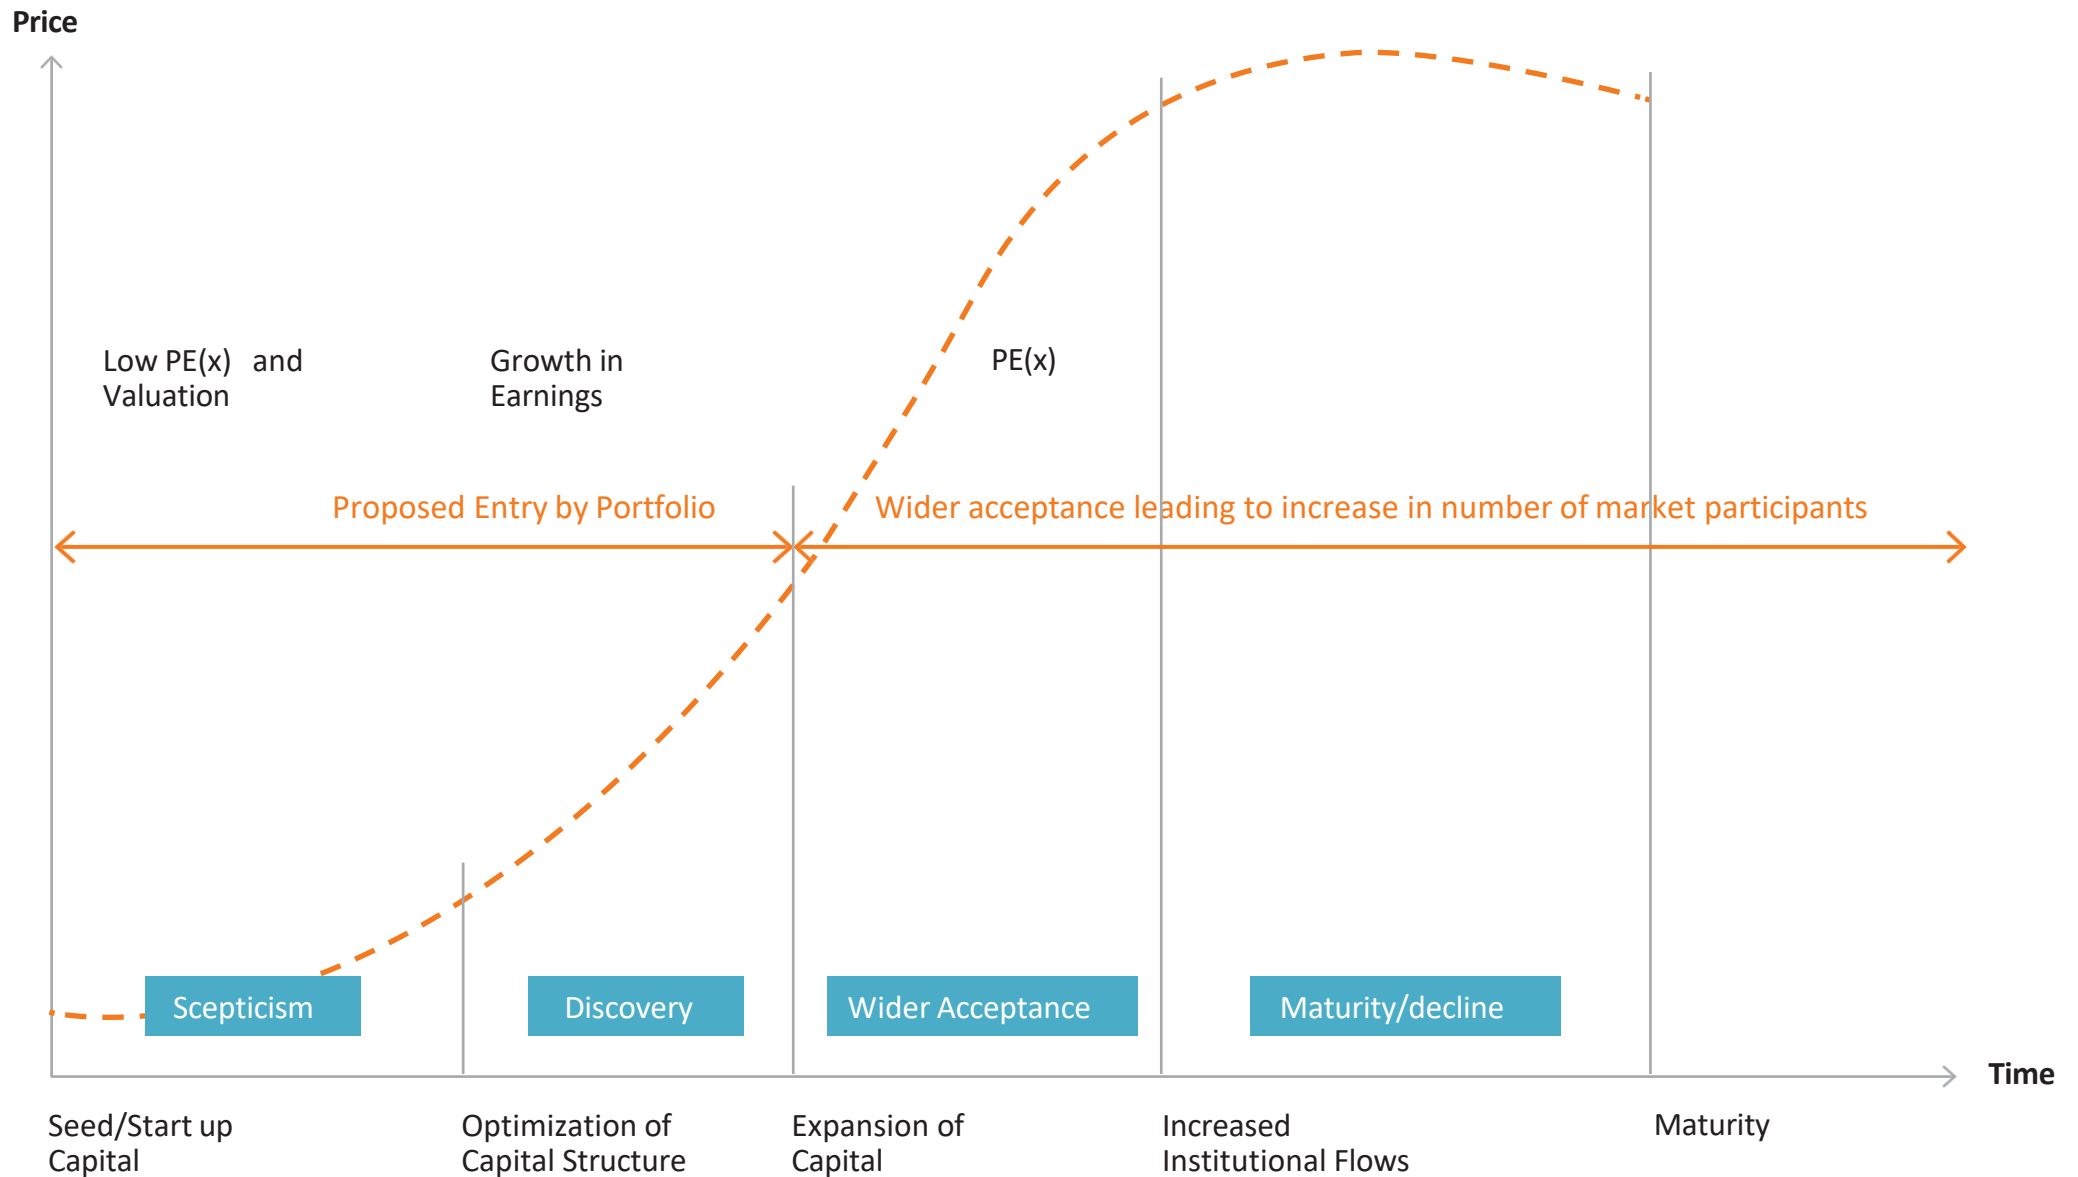 Price
Low PE(x) and
Valuation
Growth in
Earnings
PE(x)
Proposed Entry by Portfolio
Wider acceptance leading to increase in number of market participants
Scepticism
Discovery
Wider Acceptance
Maturity/decline
Time
Seed/Start up
Capital
Optimization of
Capital Structure
Expansion of
Capital
Increased
Institutional Flows
Maturity